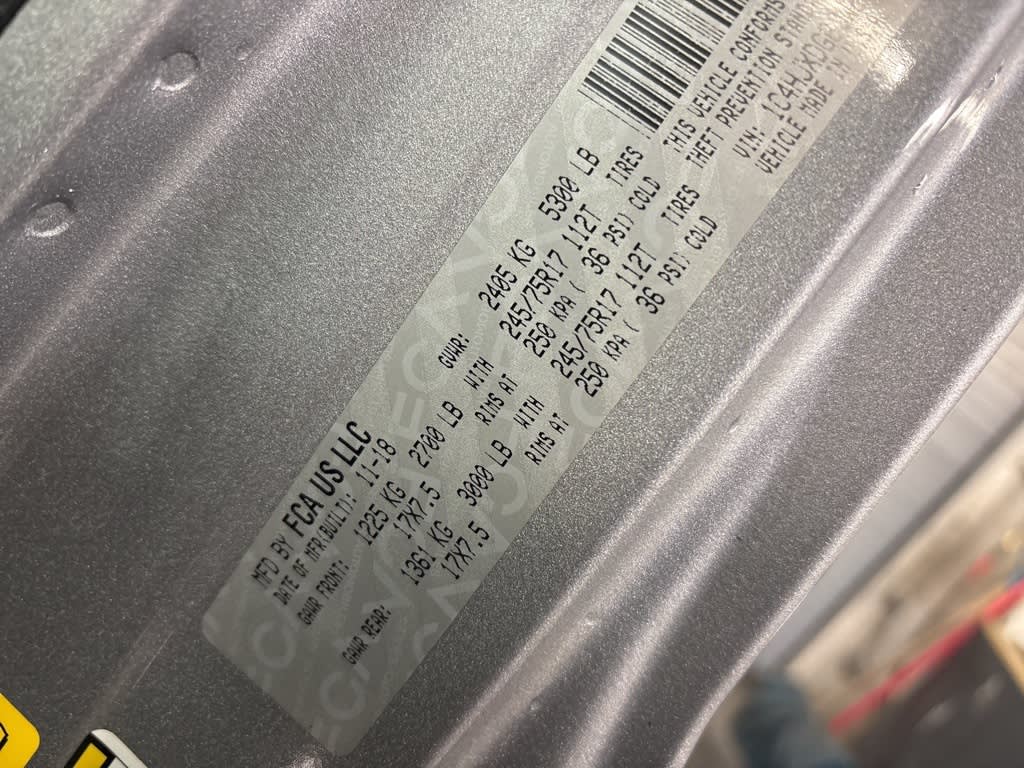 MFD BY FCA US LLC
DATE OF MFR(BUILT): 11-18 GVWR: 2405 KG 5300 LB
GAWR FRONT: 1225 KG 2700 LB WITH 245/75R17 112T TIRES
17X7.5 RIMS AT 250 KPA ( 36 PSI) COLD
GAWR REAR: 1361 KG 3000 LB WITH 245/75R17 112T TIRES
17X7.5 RIMS AT 250 KPA ( 36 PSI) COLD
THIS VEHICLE CONFORMS
THEFT PREVENTION
VIN:
VEHICLE MADE IN